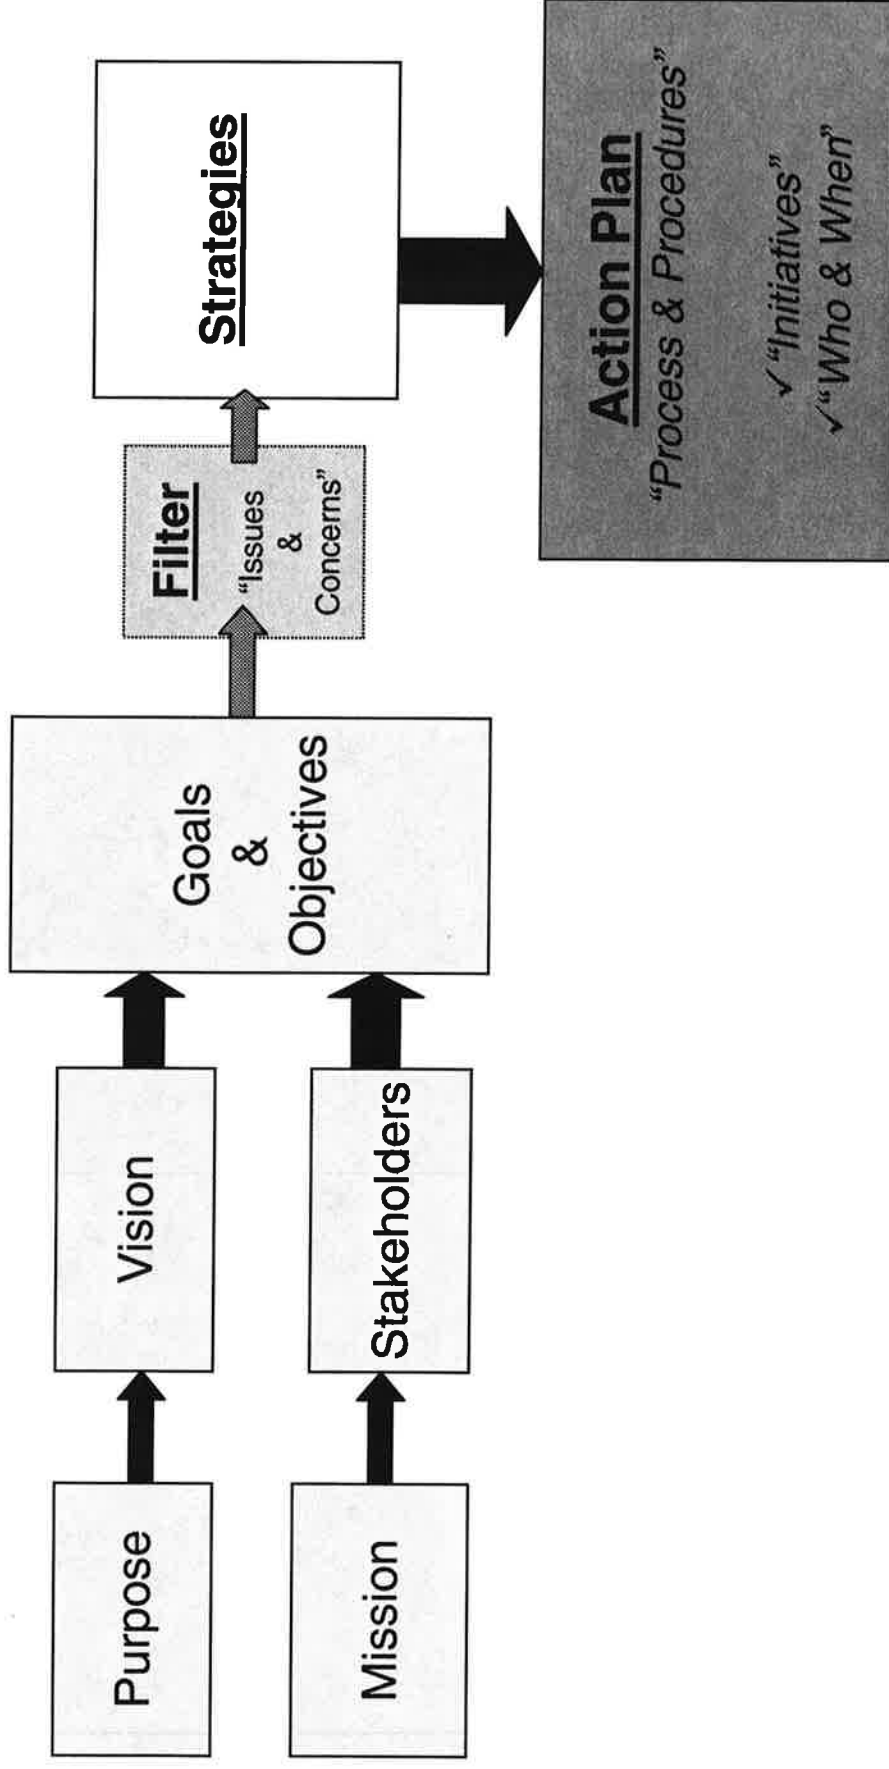 Purpose
Vision
Mission
Stakeholders
Goals
&
Objectives
Filter
“Issues
&
Concerns”
Strategies
Action Plan
“Process & Procedures”
✓“Initiatives”
✓“Who & When”